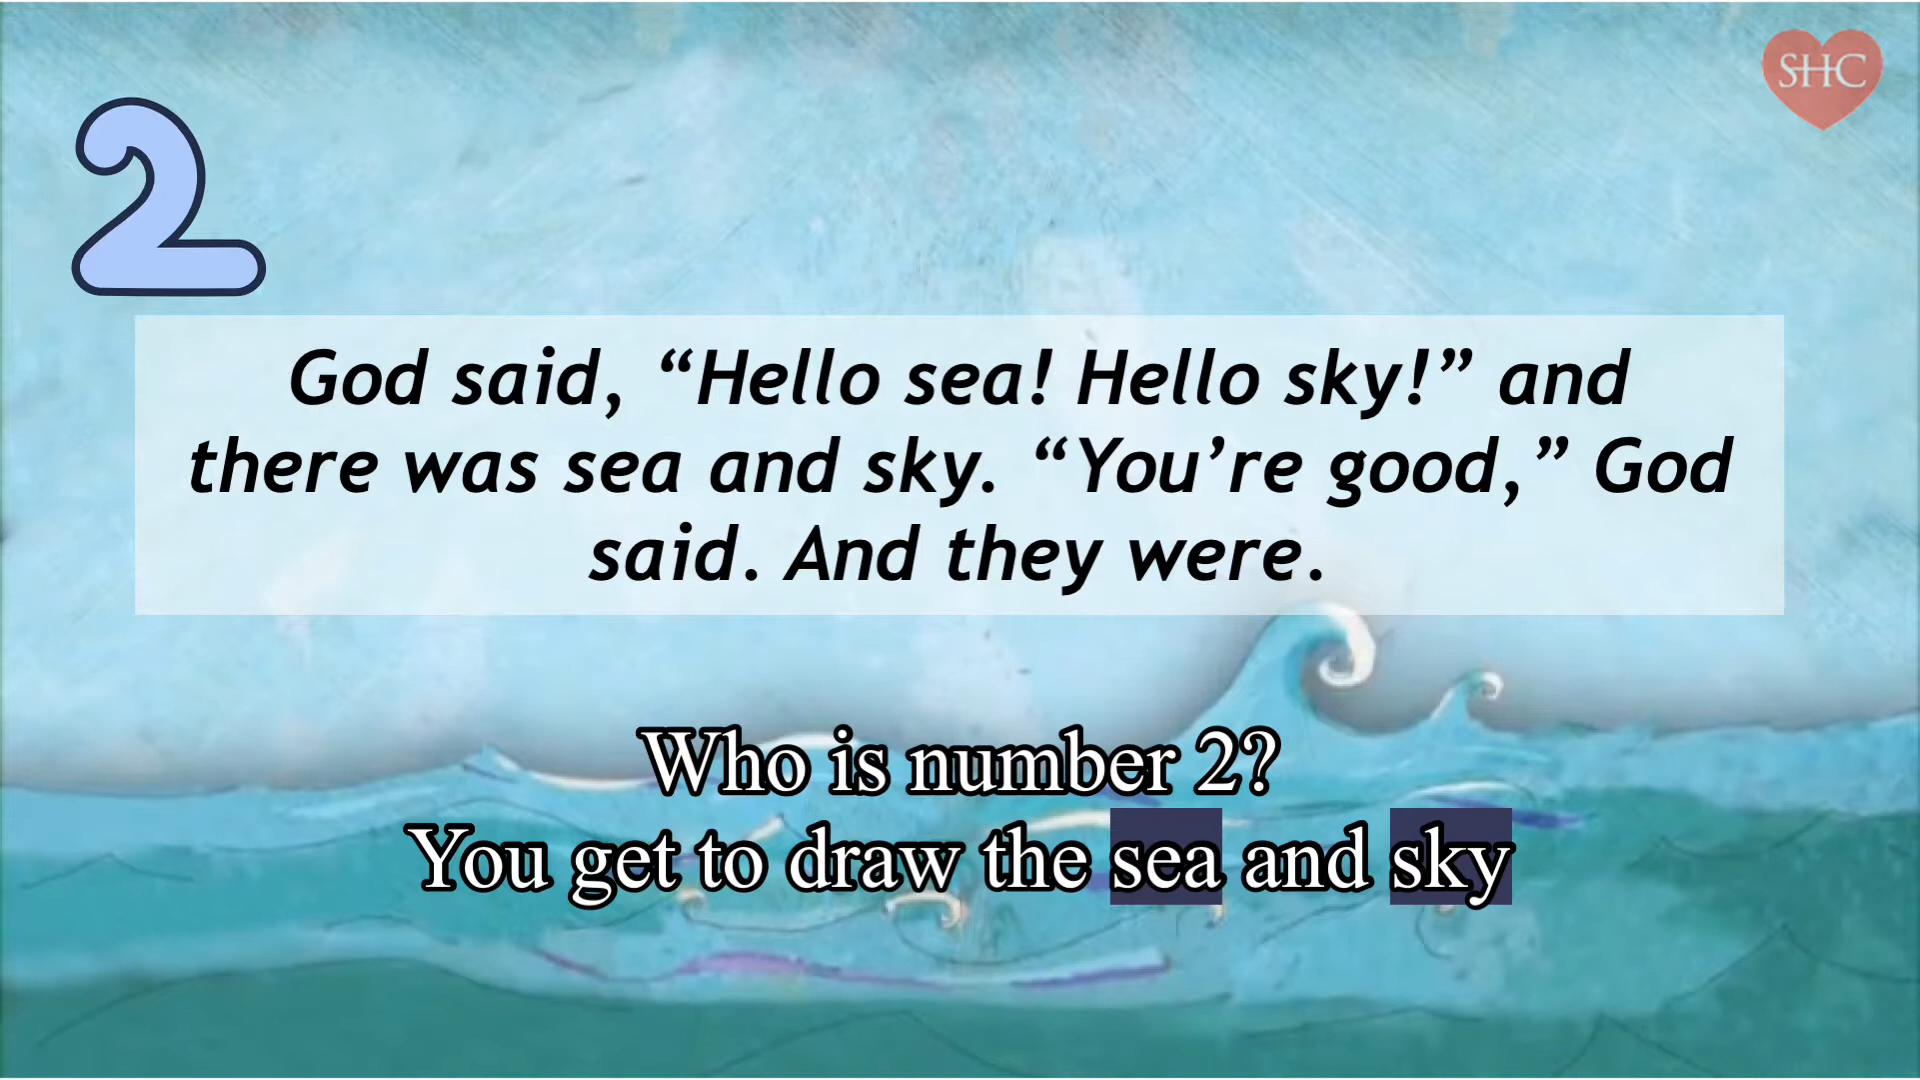 SHC
2
God said, “Hello sea! Hello sky!” and
there was sea and sky. “You’re good,” God
said. And they were.
Who is number 2?
You get to draw the sea and sky